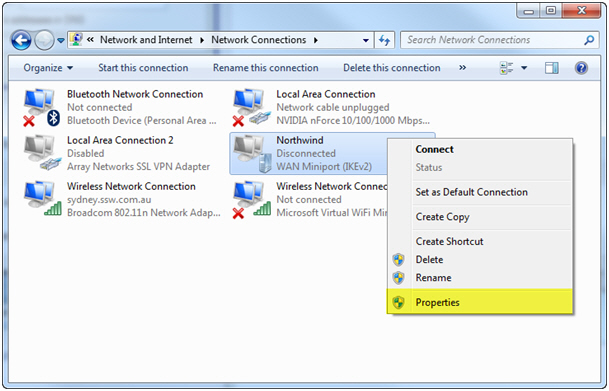 Network and Internet Network Connections
Search Network Connections
Organize Start this connection Rename this connection Delete this connection »
Bluetooth Network Connection
Not connected
Bluetooth Device (Personal Area ...
Local Area Connection
Network cable unplugged
NVIDIA nForce 10/100/1000 Mbps...
Local Area Connection 2
Disabled
Array Networks SSL VPN Adapter
Northwind
Disconnected
WAN Miniport (IKEv2)
Wireless Network Connection
sydney.ssw.com.au
Broadcom 802.11n Network Adap...
Wireless Network Connec
Not connected
Microsoft Virtual WiFi Min
Connect
Status
Set as Default Connection
Create Copy
Create Shortcut
Delete
Rename
Properties